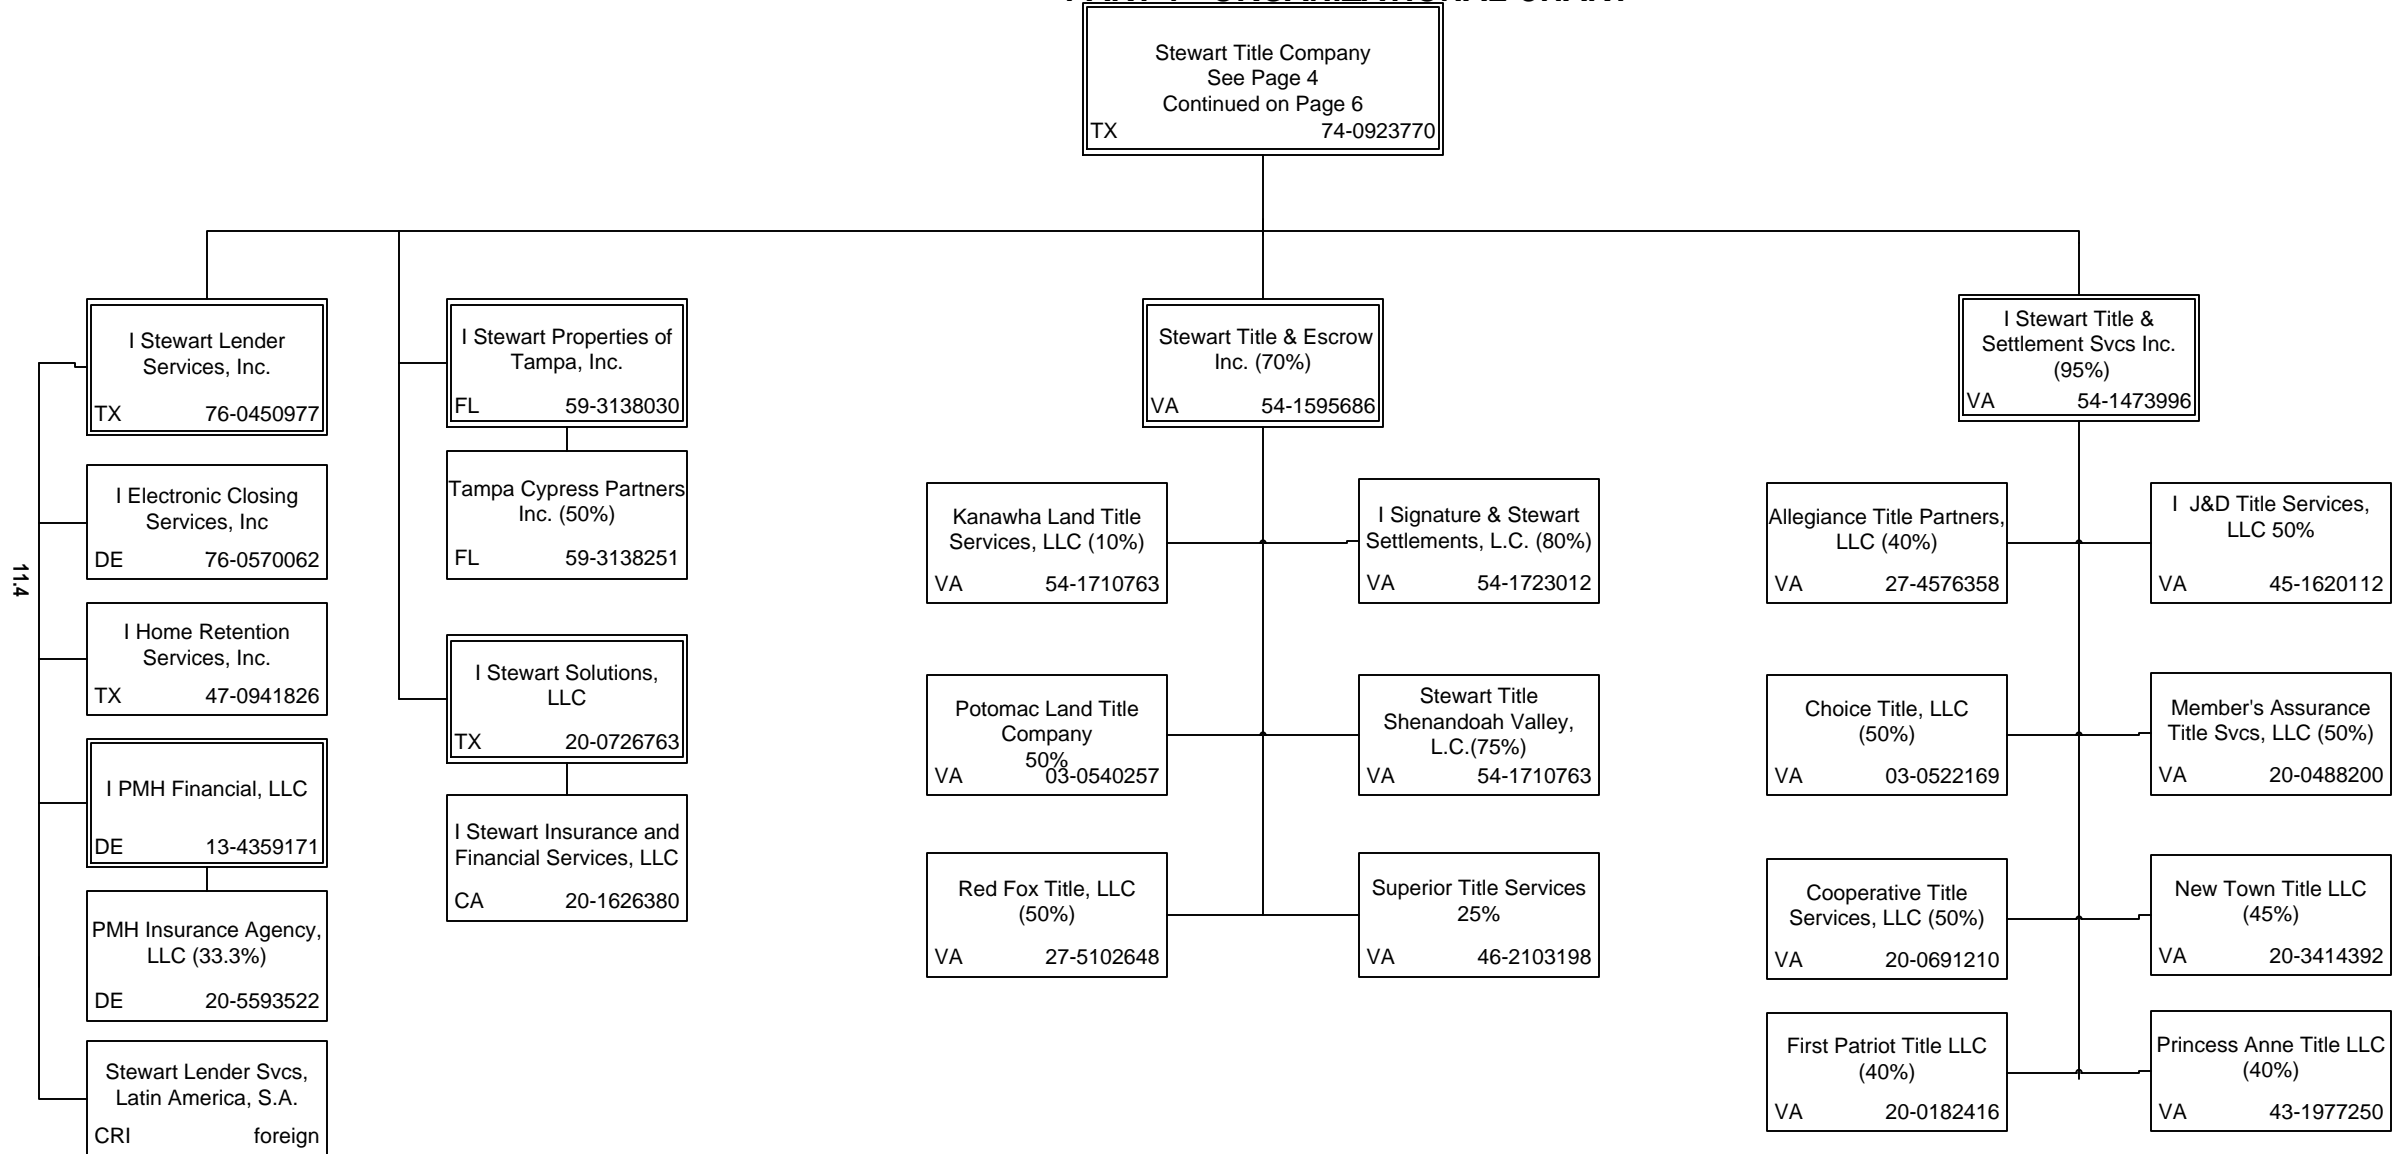 Stewart Title Company
See Page 4
Continued on Page 6
TX 74-0923770
I Stewart Lender
Services, Inc.
TX 76-0450977
I Electronic Closing
Services, Inc
DE 76-0570062
I Home Retention
Services, Inc.
TX 47-0941826
I PMH Financial, LLC
DE 13-4359171
PMH Insurance Agency,
LLC (33.3%)
DE 20-5593522
Stewart Lender Svcs,
Latin America, S.A.
CRI foreign
11.4
I Stewart Properties of
Tampa, Inc.
FL 59-3138030
Tampa Cypress Partners
Inc. (50%)
FL 59-3138251
I Stewart Solutions,
LLC
TX 20-0726763
I Stewart Insurance and
Financial Services, LLC
CA 20-1626380
Stewart Title & Escrow
Inc. (70%)
VA 54-1595686
Kanawha Land Title
Services, LLC (10%)
VA 54-1710763
I Signature & Stewart
Settlements, L.C. (80%)
VA 54-1723012
Potomac Land Title
Company
50%
VA 03-0540257
Stewart Title
Shenandoah Valley,
L.C.(75%)
VA 54-1710763
Red Fox Title, LLC
(50%)
VA 27-5102648
Superior Title Services
25%
VA 46-2103198
I Stewart Title &
Settlement Svcs Inc.
(95%)
VA 54-1473996
Allegiance Title Partners,
LLC (40%)
VA 27-4576358
I J&D Title Services,
LLC 50%
VA 45-1620112
Choice Title, LLC
(50%)
VA 03-0522169
Member's Assurance
Title Svcs, LLC (50%)
VA 20-0488200
Cooperative Title
Services, LLC (50%)
VA 20-0691210
New Town Title LLC
(45%)
VA 20-3414392
First Patriot Title LLC
(40%)
VA 20-0182416
Princess Anne Title LLC
(40%)
VA 43-1977250